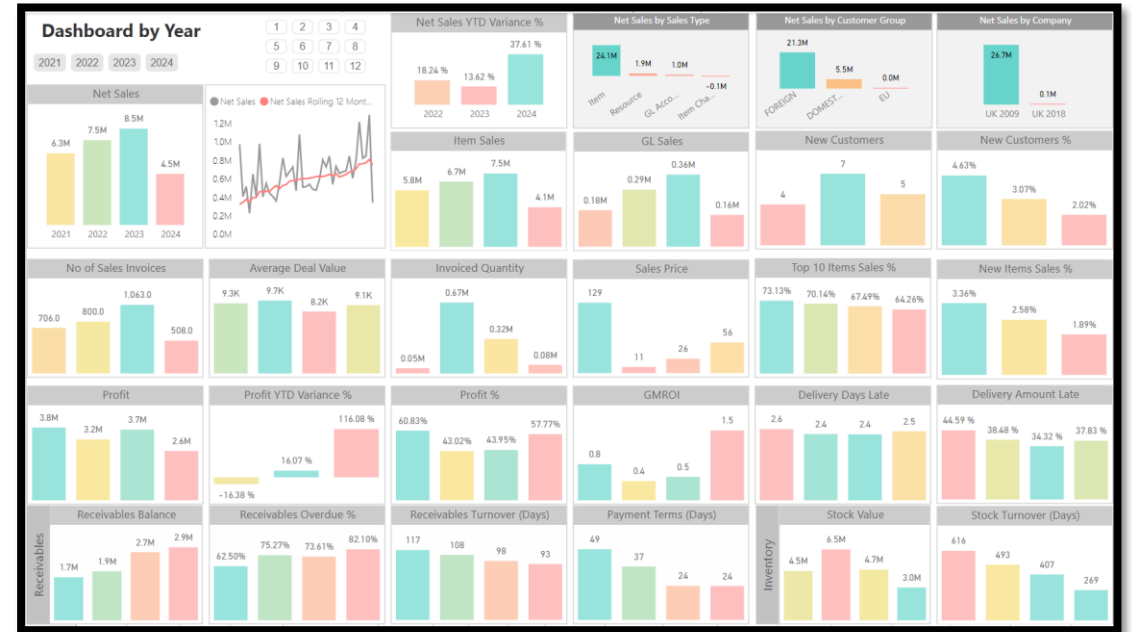 Dashboard by Year
2021 2022 2023 2024
1 2 3 4
5 6 7 8
9 10 11 12
Net Sales YTD Variance %
18.24 %
13.62 %
37.61 %
2022 2023 2024
Net Sales by Sales Type
24.1M
1.9M
1.0M
-0.1M
Item
Resource
GL Acco...
Item Cha...
Net Sales by Customer Group
21.3M
5.5M
0.0M
FOREIGN
DOMEST...
EU
Net Sales by Company
26.7M
0.1M
UK 2009 UK 2018
Net Sales
6.3M
7.5M
8.5M
4.5M
2021 2022 2023 2024
Net Sales Net Sales Rolling 12 Mont...
1.2M
1.0M
0.8M
0.6M
0.4M
0.2M
0.0M
Item Sales
5.8M
6.7M
7.5M
4.1M
GL Sales
0.18M
0.29M
0.36M
0.16M
New Customers
4
7
5
New Customers %
4.63%
3.07%
2.02%
No of Sales Invoices
706.0
800.0
1,063.0
508.0
Average Deal Value
9.3K
9.7K
8.2K
9.1K
Invoiced Quantity
0.05M
0.67M
0.32M
0.08M
Sales Price
129
11
26
56
Top 10 Items Sales %
73.13%
70.14%
67.49%
64.26%
New Items Sales %
3.36%
2.58%
1.89%
Profit
3.8M
3.2M
3.7M
2.6M
Profit YTD Variance %
-16.38 %
16.07 %
116.08 %
Profit %
60.83%
43.02%
43.95%
57.77%
GMROI
0.8
0.4
0.5
1.5
Delivery Days Late
2.6
2.4
2.4
2.5
Delivery Amount Late
44.59 %
38.48 %
34.32 %
37.83 %
Receivables
Receivables Balance
1.7M
1.9M
2.7M
2.9M
Receivables Overdue %
62.50%
75.27%
73.61%
82.10%
Receivables Turnover (Days)
117
108
98
93
Payment Terms (Days)
49
37
24
24
Inventory
Stock Value
4.5M
6.5M
4.7M
3.0M
Stock Turnover (Days)
616
493
407
269